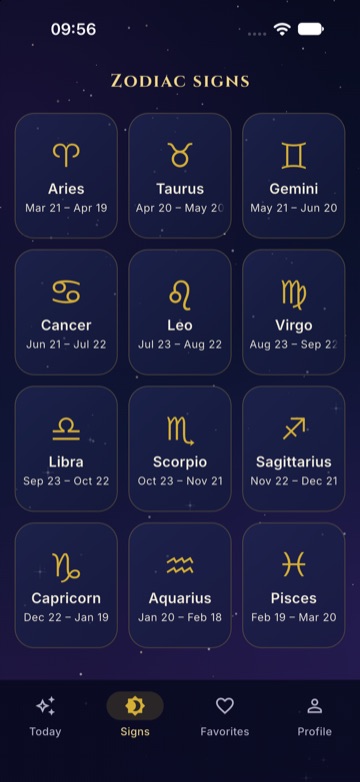 09:56
Zodiac signs
Aries
Mar 21 – Apr 19
Taurus
Apr 20 – May 20
Gemini
May 21 – Jun 20
Cancer
Jun 21 – Jul 22
Leo
Jul 23 – Aug 22
Virgo
Aug 23 – Sep 22
Libra
Sep 23 – Oct 22
Scorpio
Oct 23 – Nov 21
Sagittarius
Nov 22 – Dec 21
Capricorn
Dec 22 – Jan 19
Aquarius
Jan 20 – Feb 18
Pisces
Feb 19 – Mar 20
Today
Signs
Favorites
Profile